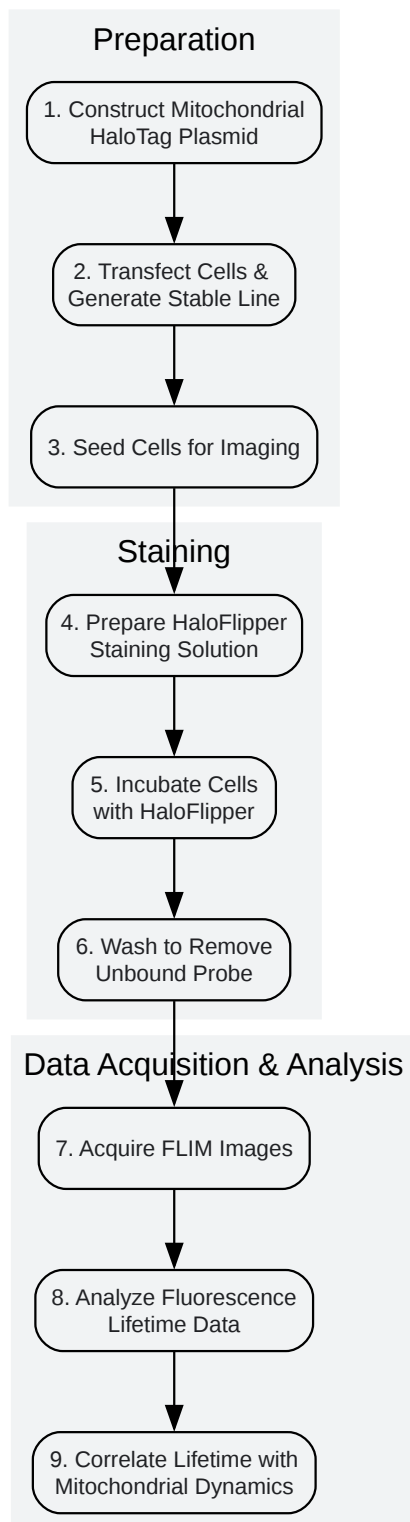 Preparation
1. Construct Mitochondrial
HaloTag Plasmid
2. Transfect Cells &
Generate Stable Line
3. Seed Cells for Imaging
Staining
4. Prepare HaloFlipper
Staining Solution
5. Incubate Cells
with HaloFlipper
6. Wash to Remove
Unbound Probe
Data Acquisition & Analysis
7. Acquire FLIM Images
8. Analyze Fluorescence
Lifetime Data
9. Correlate Lifetime with
Mitochondrial Dynamics